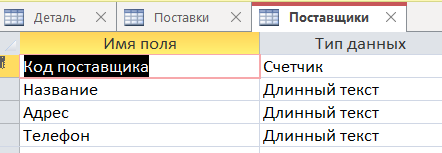 Деталь Поставки Поставщики
Имя поля Тип данных
Код поставщика Счетчик
Название Длинный текст
Адрес Длинный текст
Телефон Длинный текст